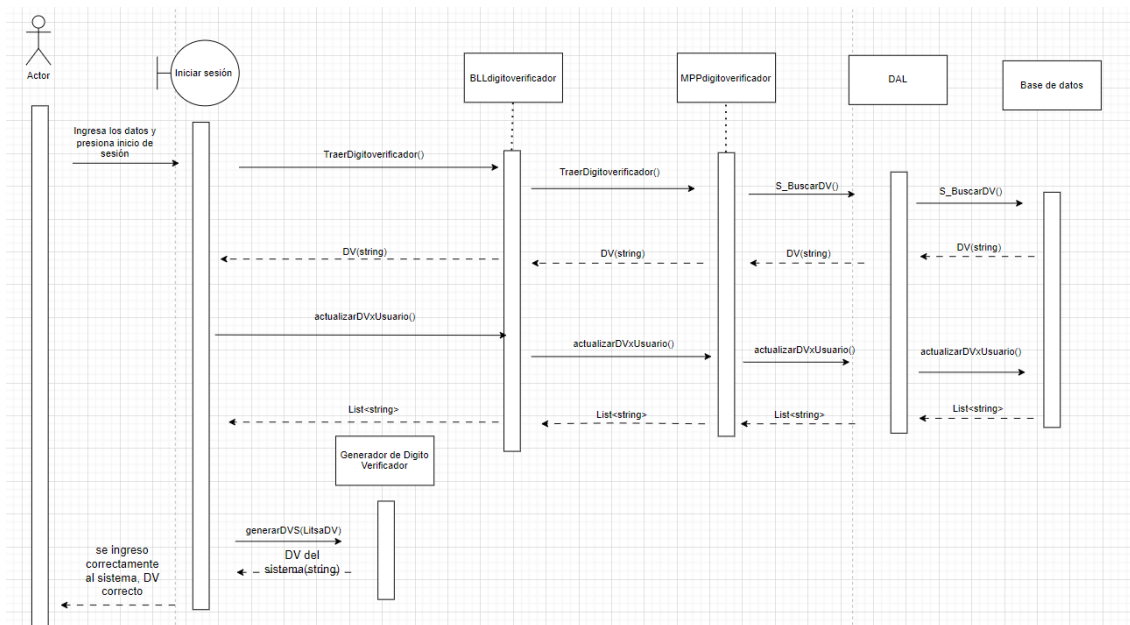 Actor
Iniciar sesión
BLLdigitoverificador
MPPdigitoverificador
DAL
Base de datos
Ingresa los datos y
presiona inicio de
sesión
TraerDigitoverificador()
TraerDigitoverificador()
S_BuscarDV()
S_BuscarDV()
DV(string)
DV(string)
DV(string)
DV(string)
actualizarDVxUsuario()
actualizarDVxUsuario()
actualizarDVxUsuario()
actualizarDVxUsuario()
List<string>
List<string>
List<string>
List<string>
Generador de Digito
Verificador
generarDVS(LitsaDV)
DV del
sistema(string)
se ingreso
correctamente
al sistema, DV
correcto